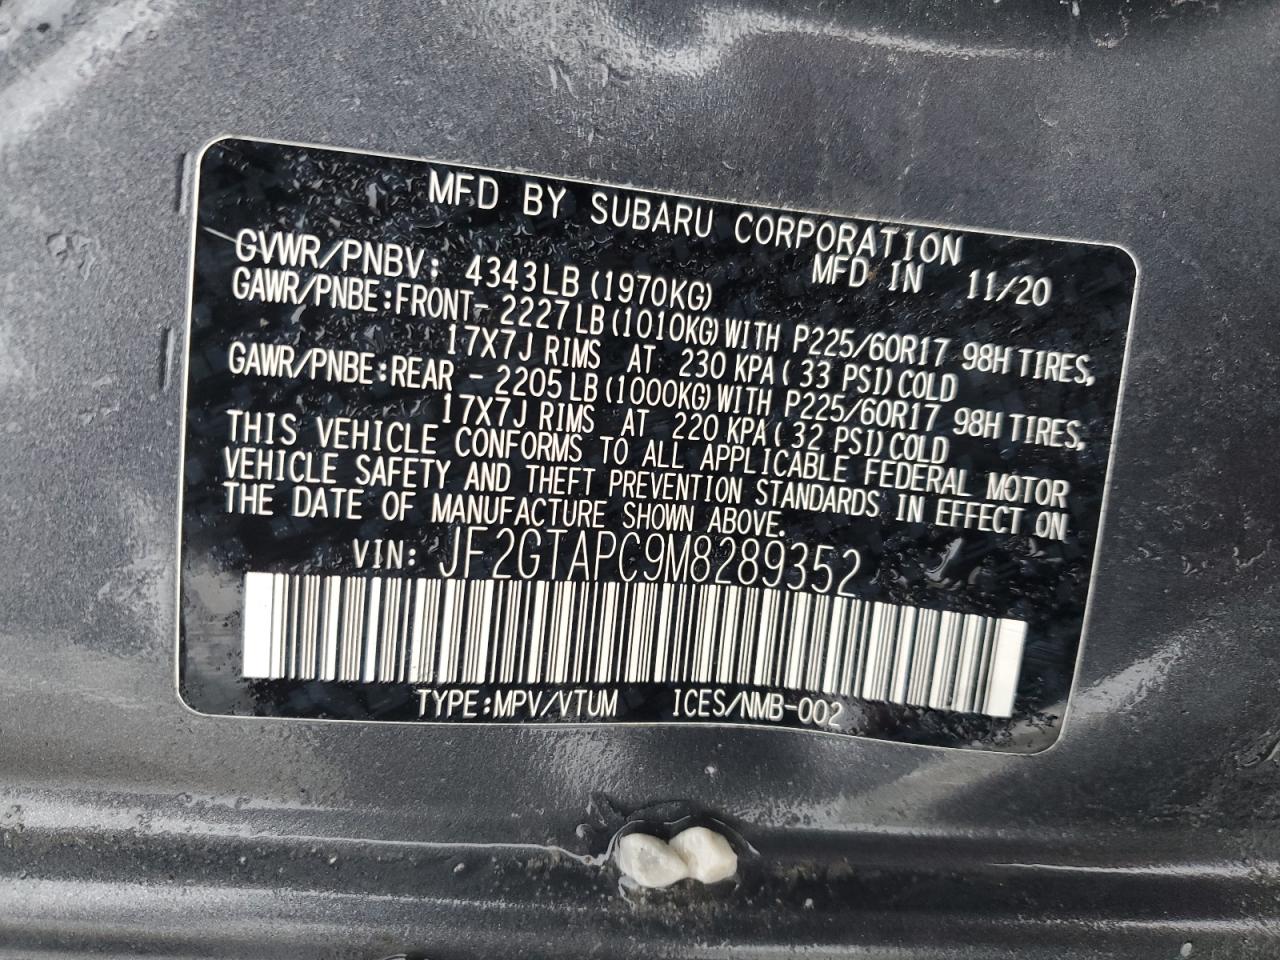 MFD BY SUBARU CORPORATION
GVWR/PNBV: 4343LB (1970KG) MFD IN 11/20
GAWR/PNBE:FRONT- 2227 LB (1010KG) WITH P225/60R17 98H TIRES,
17X7J RIMS AT 230 KPA ( 33 PSI) COLD
GAWR/PNBE:REAR - 2205 LB (1000KG) WITH P225/60R17 98H TIRES,
17X7J RIMS AT 220 KPA ( 32 PSI) COLD
THIS VEHICLE CONFORMS TO ALL APPLICABLE FEDERAL MOTOR
VEHICLE SAFETY AND THEFT PREVENTION STANDARDS IN EFFECT ON
THE DATE OF MANUFACTURE SHOWN ABOVE.
VIN: JF2GTAPC9M8289352
TYPE:MPV/VTUM ICES/NMB-002